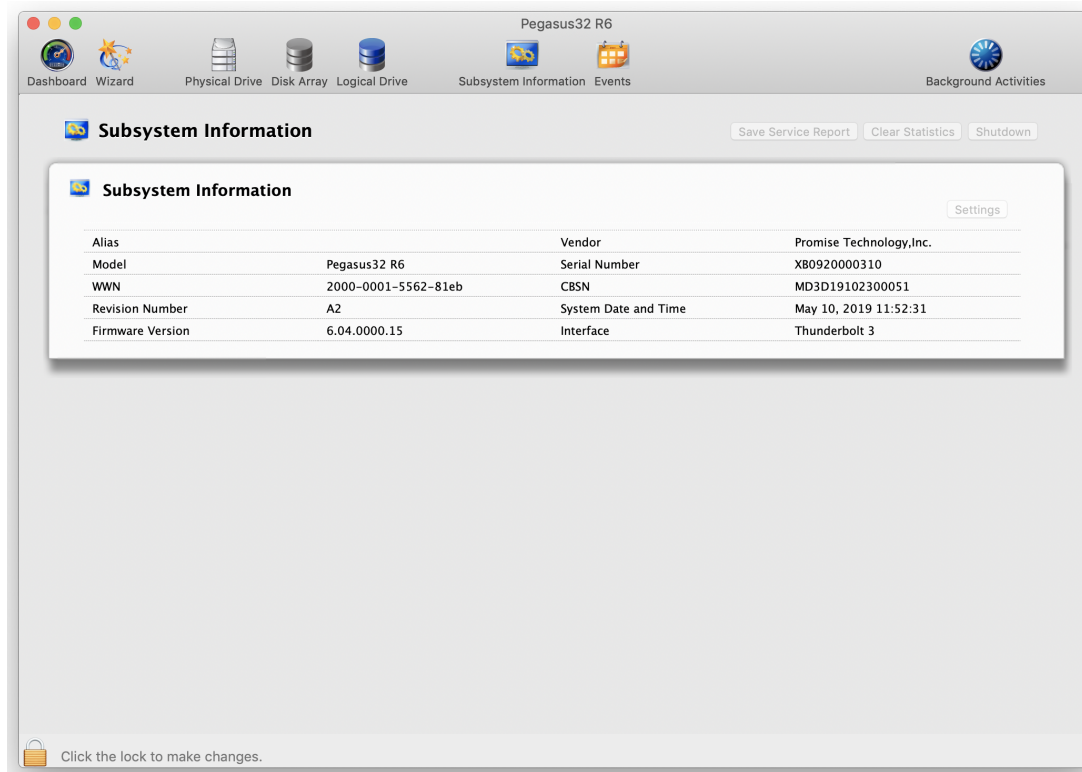 Pegasus32 R6
Dashboard Wizard Physical Drive Disk Array Logical Drive Subsystem Information Events Background Activities
Subsystem Information Save Service Report Clear Statistics Shutdown
Subsystem Information
Settings
Alias Vendor Promise Technology,Inc.
Model Pegasus32 R6 Serial Number XB0920000310
WWN 2000-0001-5562-81eb CBSN MD3D19102300051
Revision Number A2 System Date and Time May 10, 2019 11:52:31
Firmware Version 6.04.0000.15 Interface Thunderbolt 3
Click the lock to make changes.